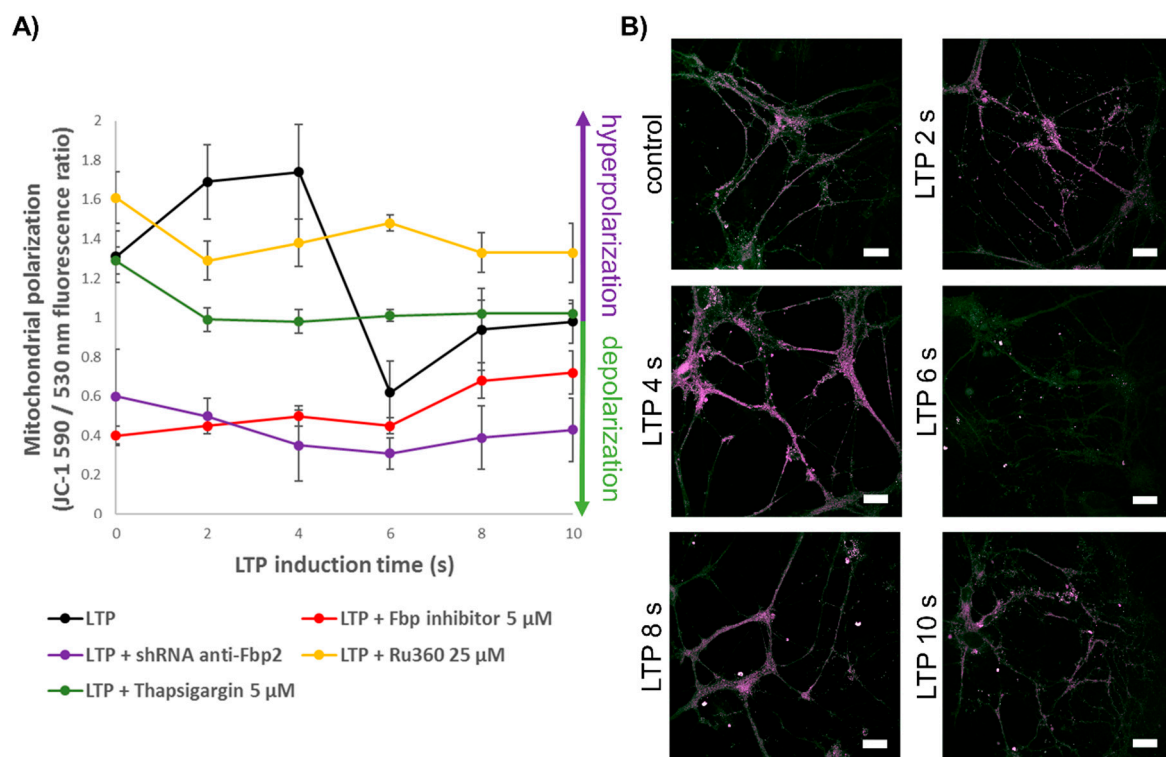 A)
B)
Mitochondrial polarization
(JC-1 590 / 530 nm fluorescence ratio)
2
1.8
1.6
1.4
1.2
1
0.8
0.6
0.4
0.2
0
0 2 4 6 8 10
LTP induction time (s)
hyperpolarization
depolarization
LTP
LTP + Fbp inhibitor 5 μM
LTP + shRNA anti-Fbp2
LTP + Ru360 25 μM
LTP + Thapsigargin 5 μM
control
LTP 2 s
LTP 4 s
LTP 6 s
LTP 8 s
LTP 10 s